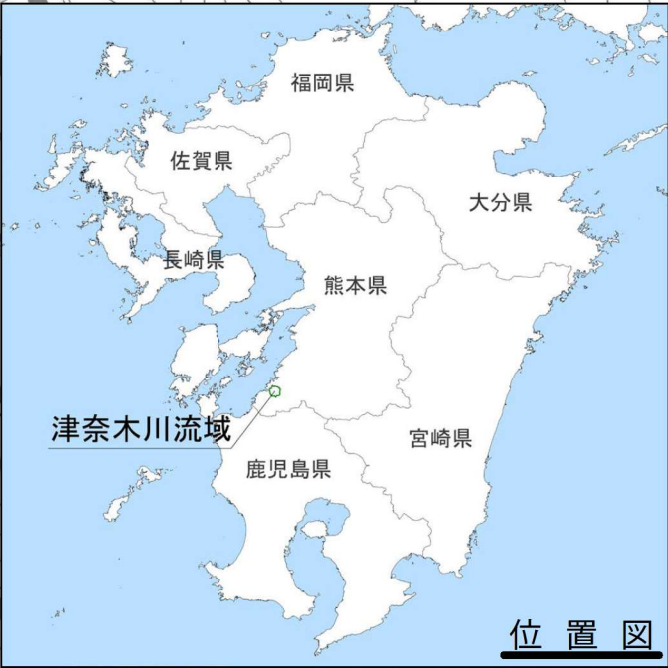 福岡県
佐賀県
大分県
長崎県
熊本県
津奈木川流域
宮崎県
鹿児島県
位置図